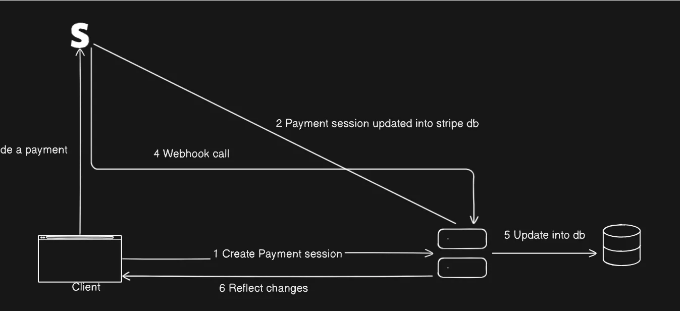 S
2 Payment session updated into stripe db
de a payment
4 Webhook call
5 Update into db
1 Create Payment session
Client
6 Reflect changes